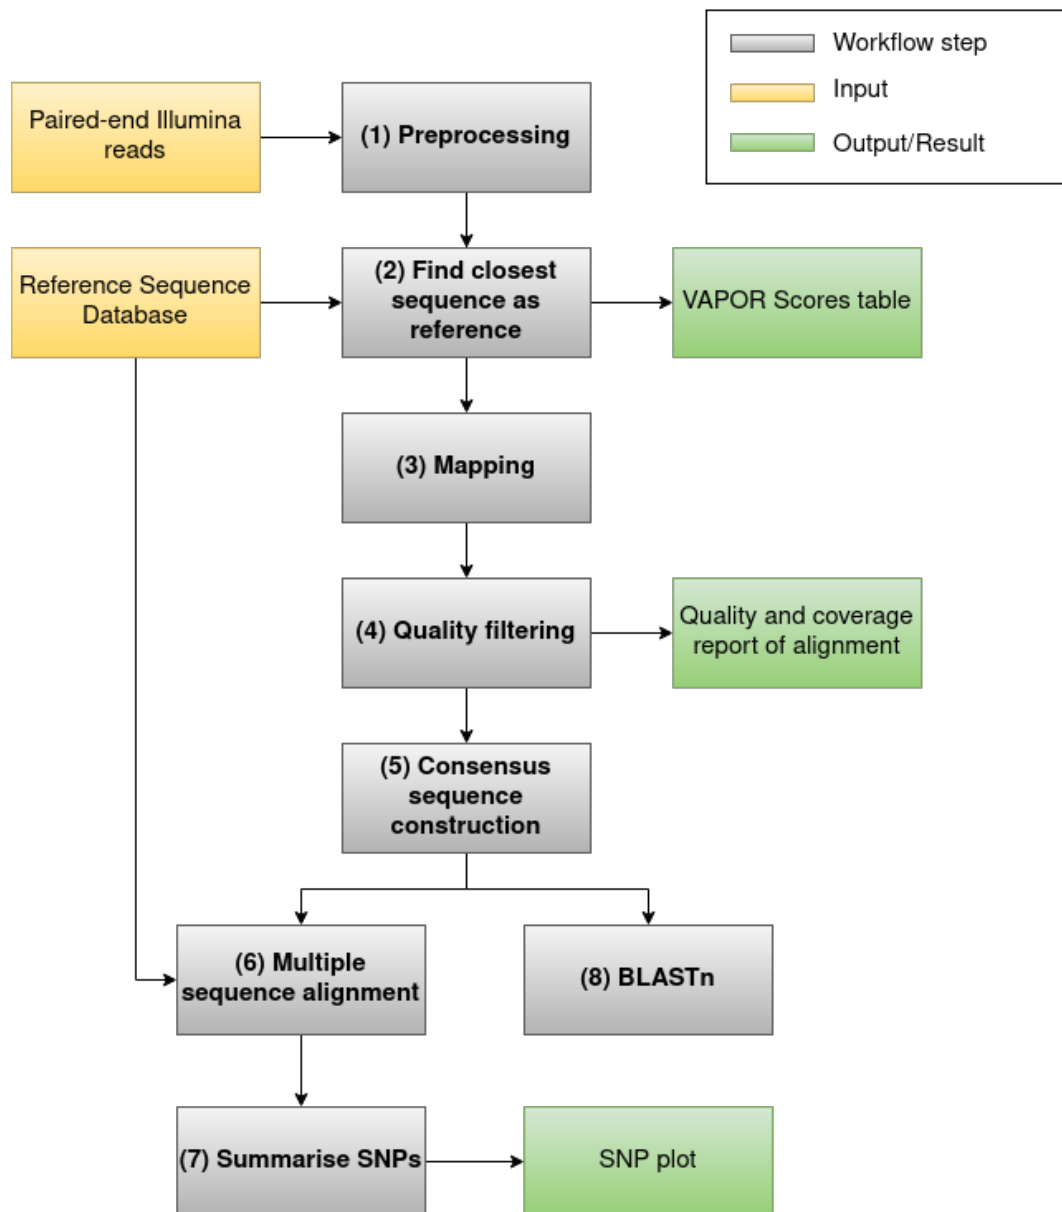 Workflow step
Input
Output/Result
Paired-end Illumina
reads
(1) Preprocessing
Reference Sequence
Database
(2) Find closest
sequence as
reference
VAPOR Scores table
(3) Mapping
(4) Quality filtering
Quality and coverage
report of alignment
(5) Consensus
sequence
construction
(6) Multiple
sequence alignment
(8) BLASTn
(7) Summarise SNPs
SNP plot